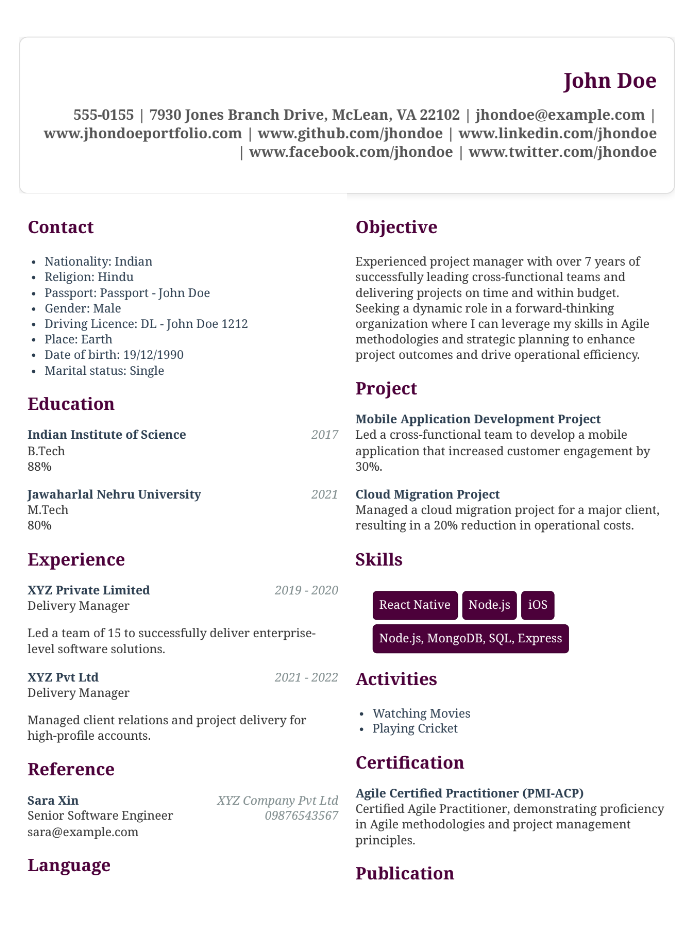 John Doe
555-0155 | 7930 Jones Branch Drive, McLean, VA 22102 | jhondoe@example.com |
www.jhondoeportfolio.com | www.github.com/jhondoe | www.linkedin.com/jhondoe
| www.facebook.com/jhondoe | www.twitter.com/jhondoe
Contact
• Nationality: Indian
• Religion: Hindu
• Passport: Passport - John Doe
• Gender: Male
• Driving Licence: DL - John Doe 1212
• Place: Earth
• Date of birth: 19/12/1990
• Marital status: Single
Education
Indian Institute of Science 2017
B.Tech
88%
Jawaharlal Nehru University 2021
M.Tech
80%
Experience
XYZ Private Limited 2019 - 2020
Delivery Manager
Led a team of 15 to successfully deliver enterprise-
level software solutions.
XYZ Pvt Ltd 2021 - 2022
Delivery Manager
Managed client relations and project delivery for
high-profile accounts.
Reference
Sara Xin XYZ Company Pvt Ltd
Senior Software Engineer 09876543567
sara@example.com
Language
Objective
Experienced project manager with over 7 years of
successfully leading cross-functional teams and
delivering projects on time and within budget.
Seeking a dynamic role in a forward-thinking
organization where I can leverage my skills in Agile
methodologies and strategic planning to enhance
project outcomes and drive operational efficiency.
Project
Mobile Application Development Project
Led a cross-functional team to develop a mobile
application that increased customer engagement by
30%.
Cloud Migration Project
Managed a cloud migration project for a major client,
resulting in a 20% reduction in operational costs.
Skills
React Native Node.js iOS
Node.js, MongoDB, SQL, Express
Activities
• Watching Movies
• Playing Cricket
Certification
Agile Certified Practitioner (PMI-ACP)
Certified Agile Practitioner, demonstrating proficiency
in Agile methodologies and project management
principles.
Publication